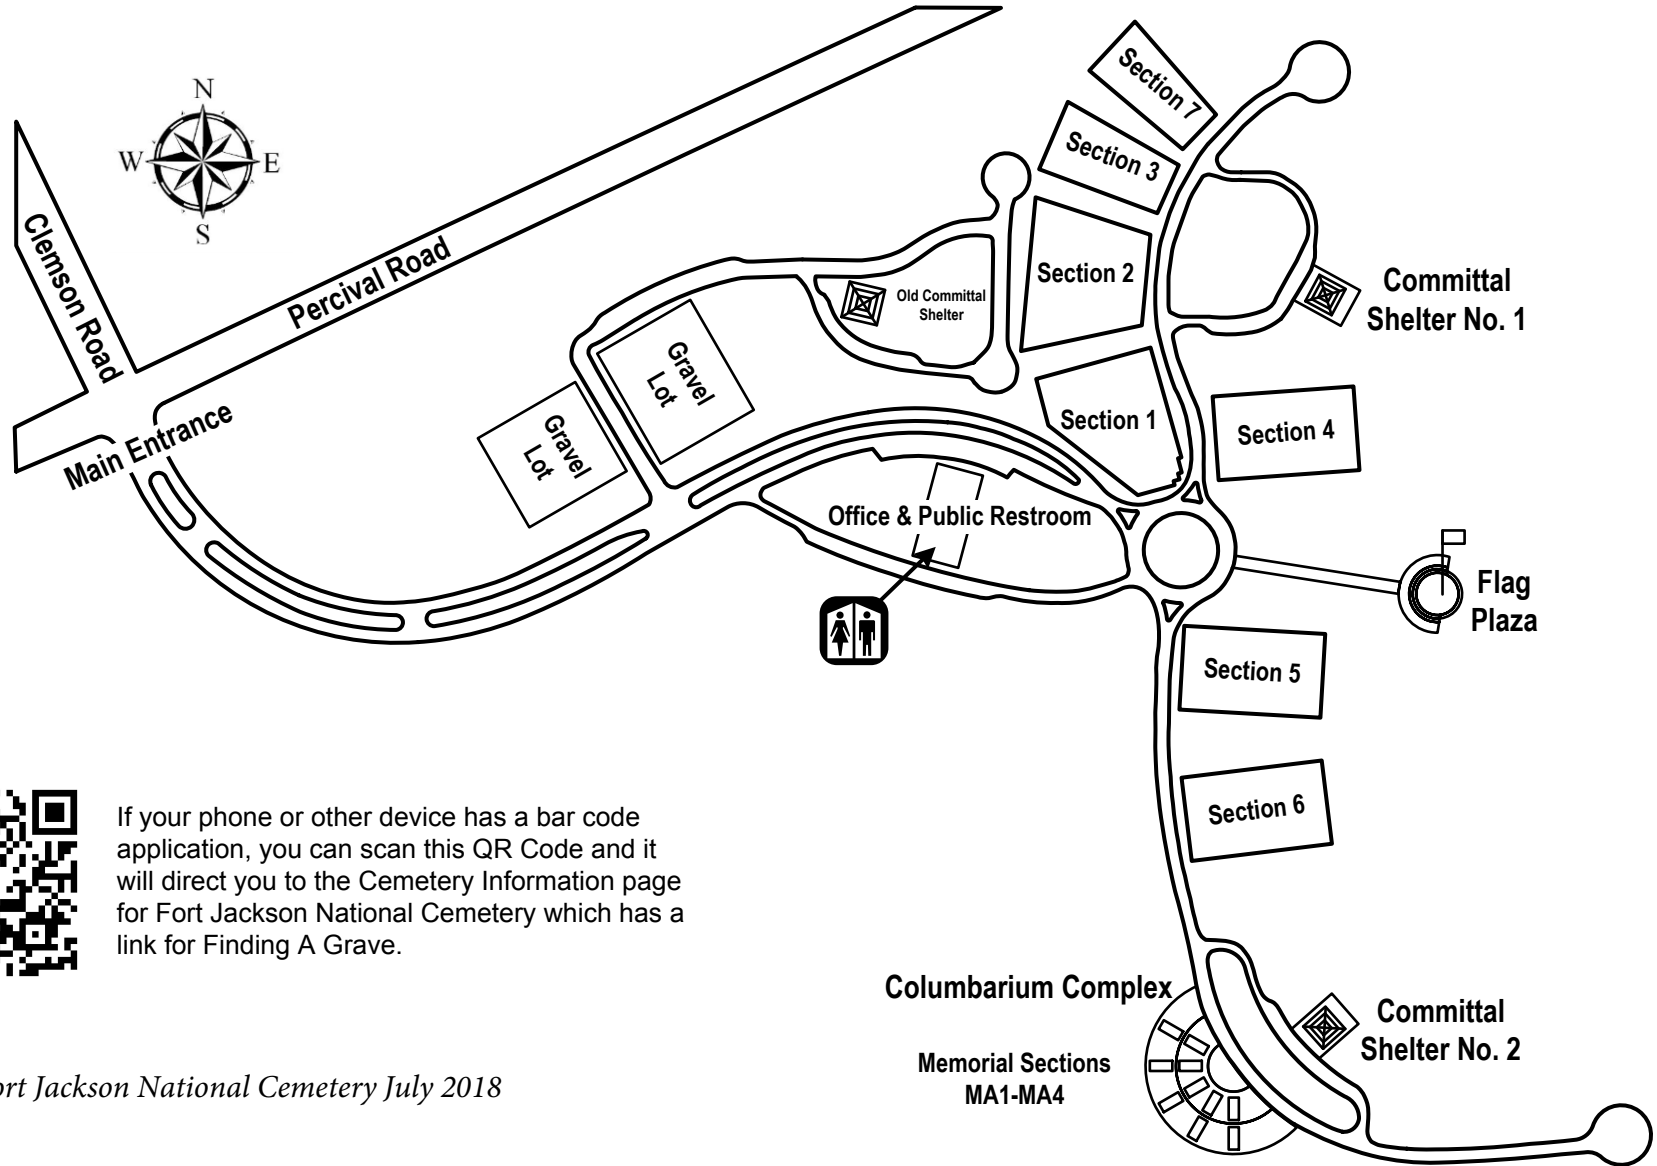 N
W
E
S
Clemson Road
Percival Road
Main Entrance
Gravel
Lot
Gravel
Lot
Old Committal
Shelter
Section 7
Section 3
Section 2
Section 1
Committal
Shelter No. 1
Section 4
Office & Public Restroom
Flag
Plaza
Section 5
Section 6
If your phone or other device has a bar code
application, you can scan this QR Code and it
will direct you to the Cemetery Information page
for Fort Jackson National Cemetery which has a
link for Finding A Grave.
Columbarium Complex
Memorial Sections
MA1-MA4
Committal
Shelter No. 2
ort Jackson National Cemetery July 2018